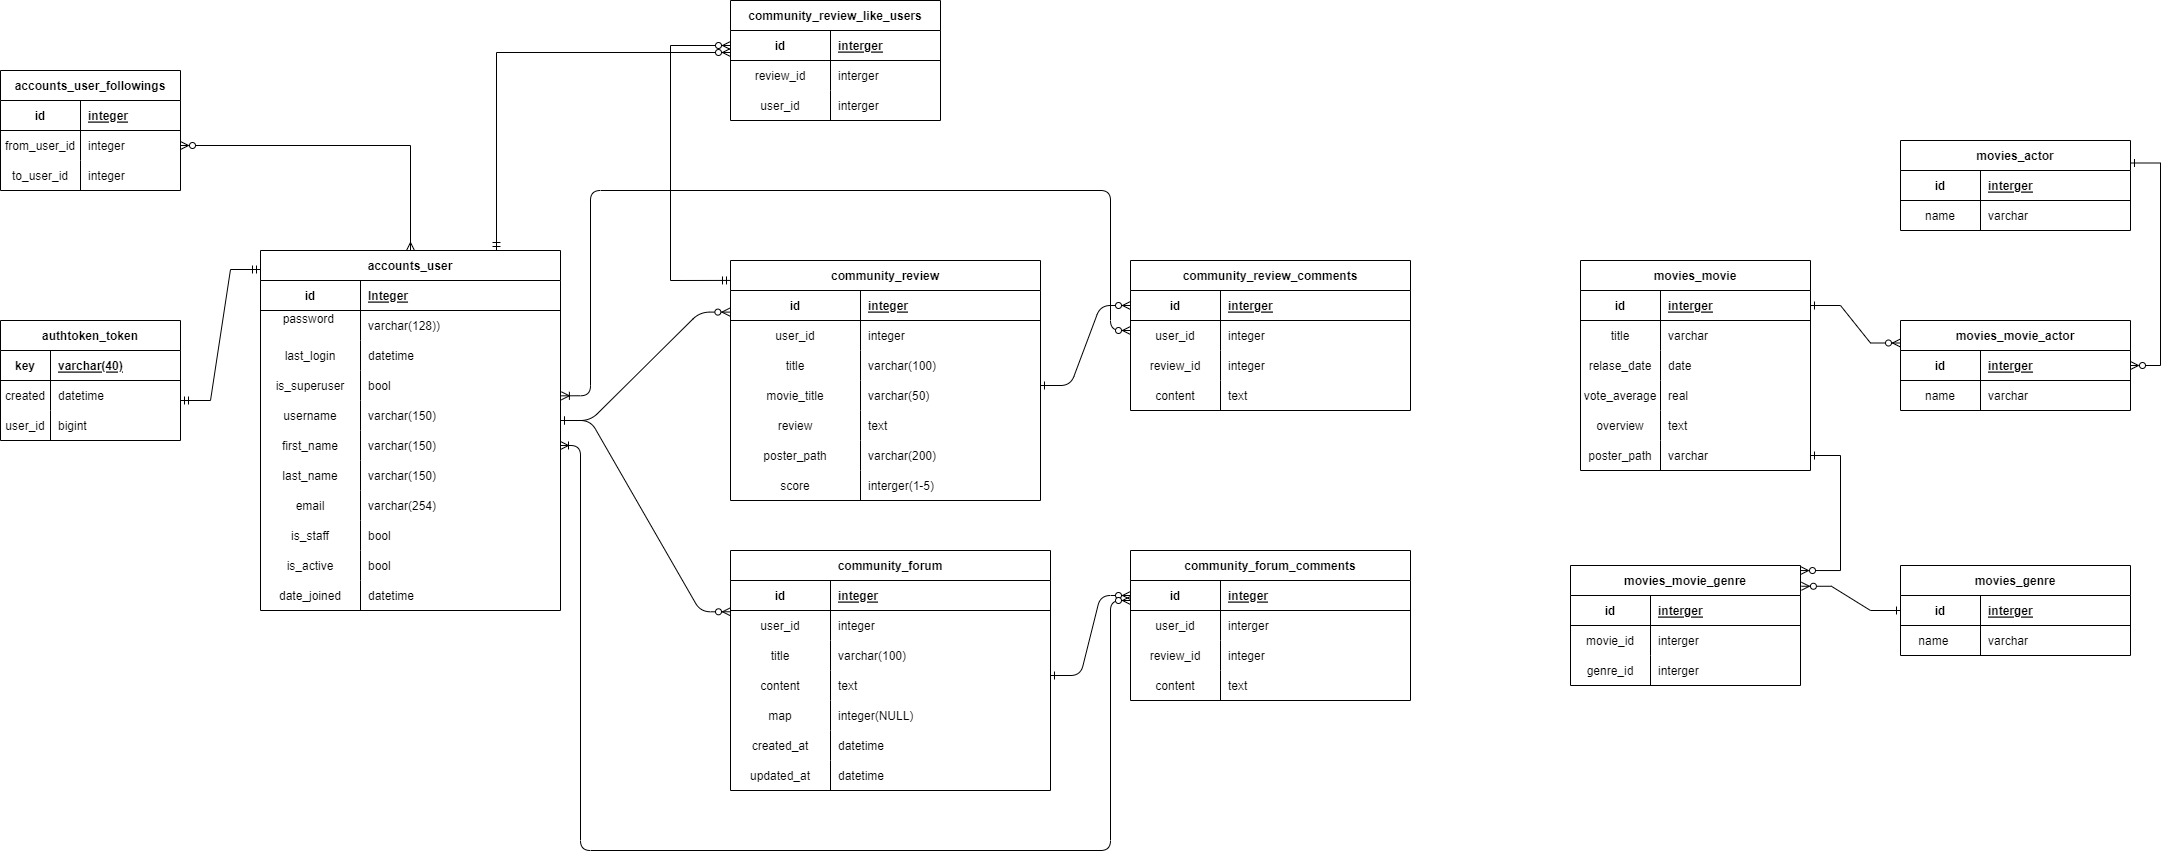 community_review_like_users
id interger
review_id interger
user_id interger
accounts_user_followings
id integer
from_user_id integer
to_user_id integer
authtoken_token
key varchar(40)
created datetime
user_id bigint
accounts_user
id Integer
password varchar(128))
last_login datetime
is_superuser bool
username varchar(150)
first_name varchar(150)
last_name varchar(150)
email varchar(254)
is_staff bool
is_active bool
date_joined datetime
community_review
id integer
user_id integer
title varchar(100)
movie_title varchar(50)
review text
poster_path varchar(200)
score interger(1-5)
community_review_comments
id interger
user_id integer
review_id integer
content text
community_forum
id integer
user_id integer
title varchar(100)
content text
map integer(NULL)
created_at datetime
updated_at datetime
community_forum_comments
id integer
user_id interger
review_id integer
content text
movies_actor
id interger
name varchar
movies_movie
id interger
title varchar
relase_date date
vote_average real
overview text
poster_path varchar
movies_movie_actor
id interger
name varchar
movies_movie_genre
id interger
movie_id interger
genre_id interger
movies_genre
id interger
name varchar